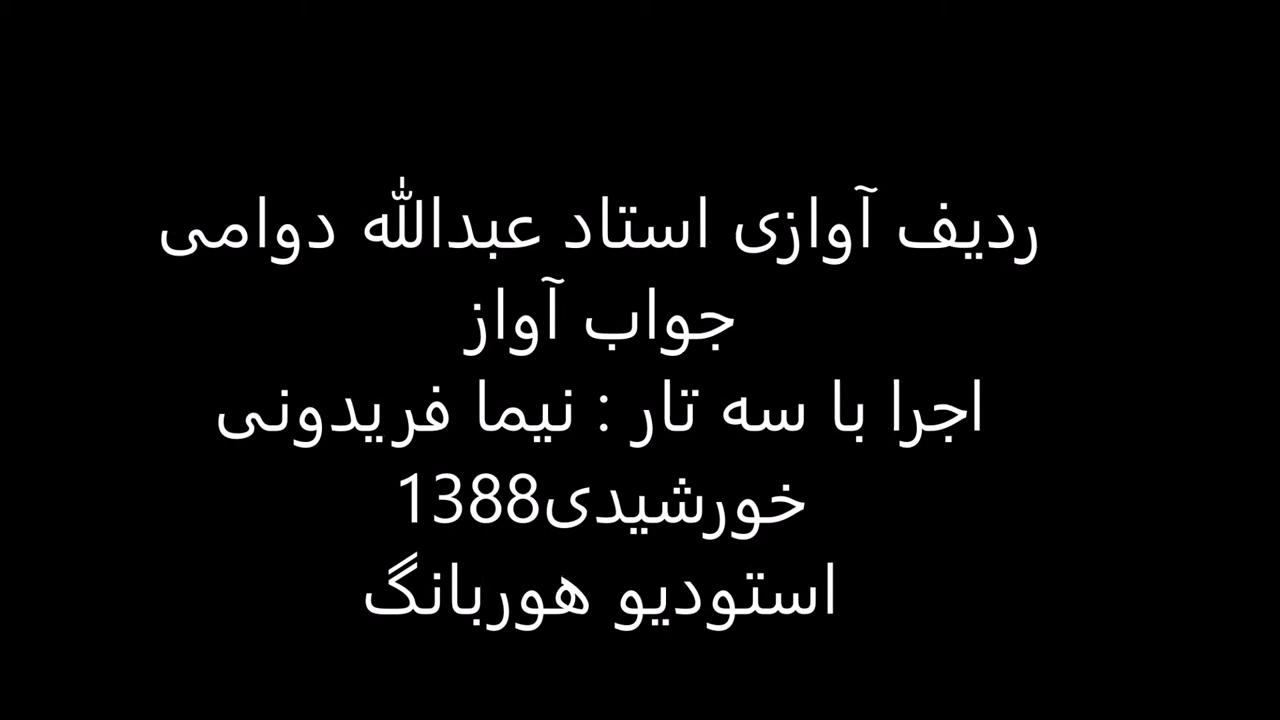 ردیف آوازی استاد عبدالله دوامی
جواب آواز
اجرا با سه تار : نیما فریدونی
خورشیدی1388
استودیو هوربانگ